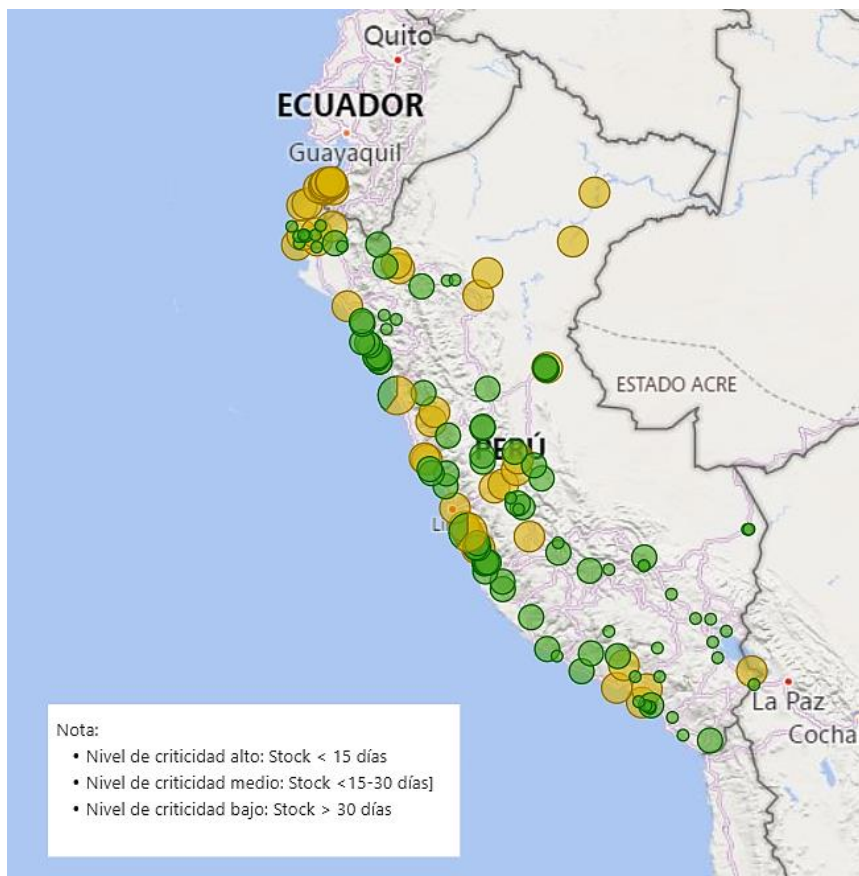 Quito
ECUADOR
Guayaquil
ESTADO ACRE
PERÚ
La Paz
Cocha
Nota:
• Nivel de criticidad alto: Stock < 15 días
• Nivel de criticidad medio: Stock <15-30 días]
• Nivel de criticidad bajo: Stock > 30 días